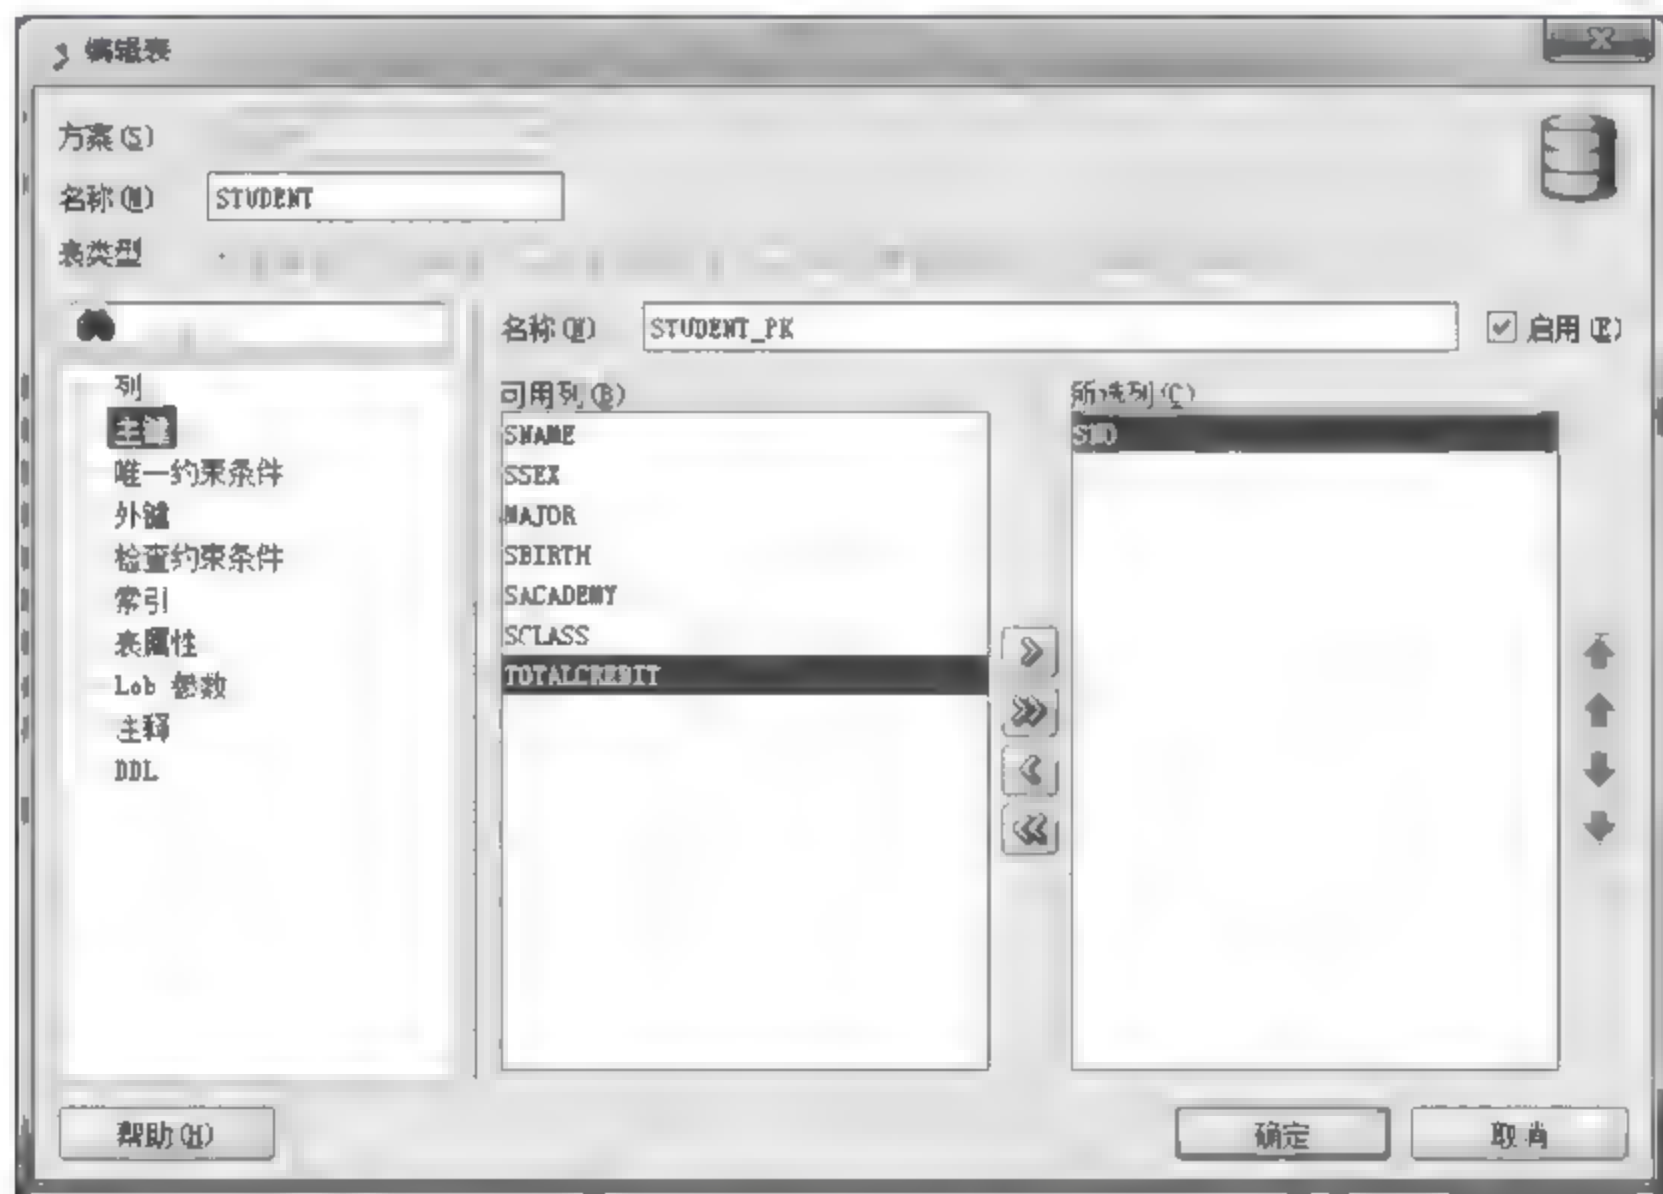 编辑表
方案(S)
名称(N) STUDENT
表类型
名称(N) STUDENT_PK 启用(E)
列
主键
唯一约束条件
外键
检查约束条件
索引
表属性
Lob 参数
注释
DDL
可用列(B)
SNAME
SSEX
MAJOR
SBIRTH
SACADEMY
SCLASS
TOTALCREDIT
所选列(C)
SNO
帮助(H)
确定
取消